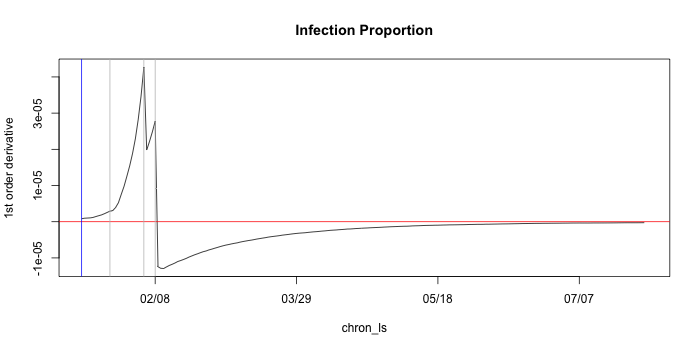 Infection Proportion
1st order derivative
3e-05
1e-05
-1e-05
02/08
03/29
05/18
07/07
chron_ls